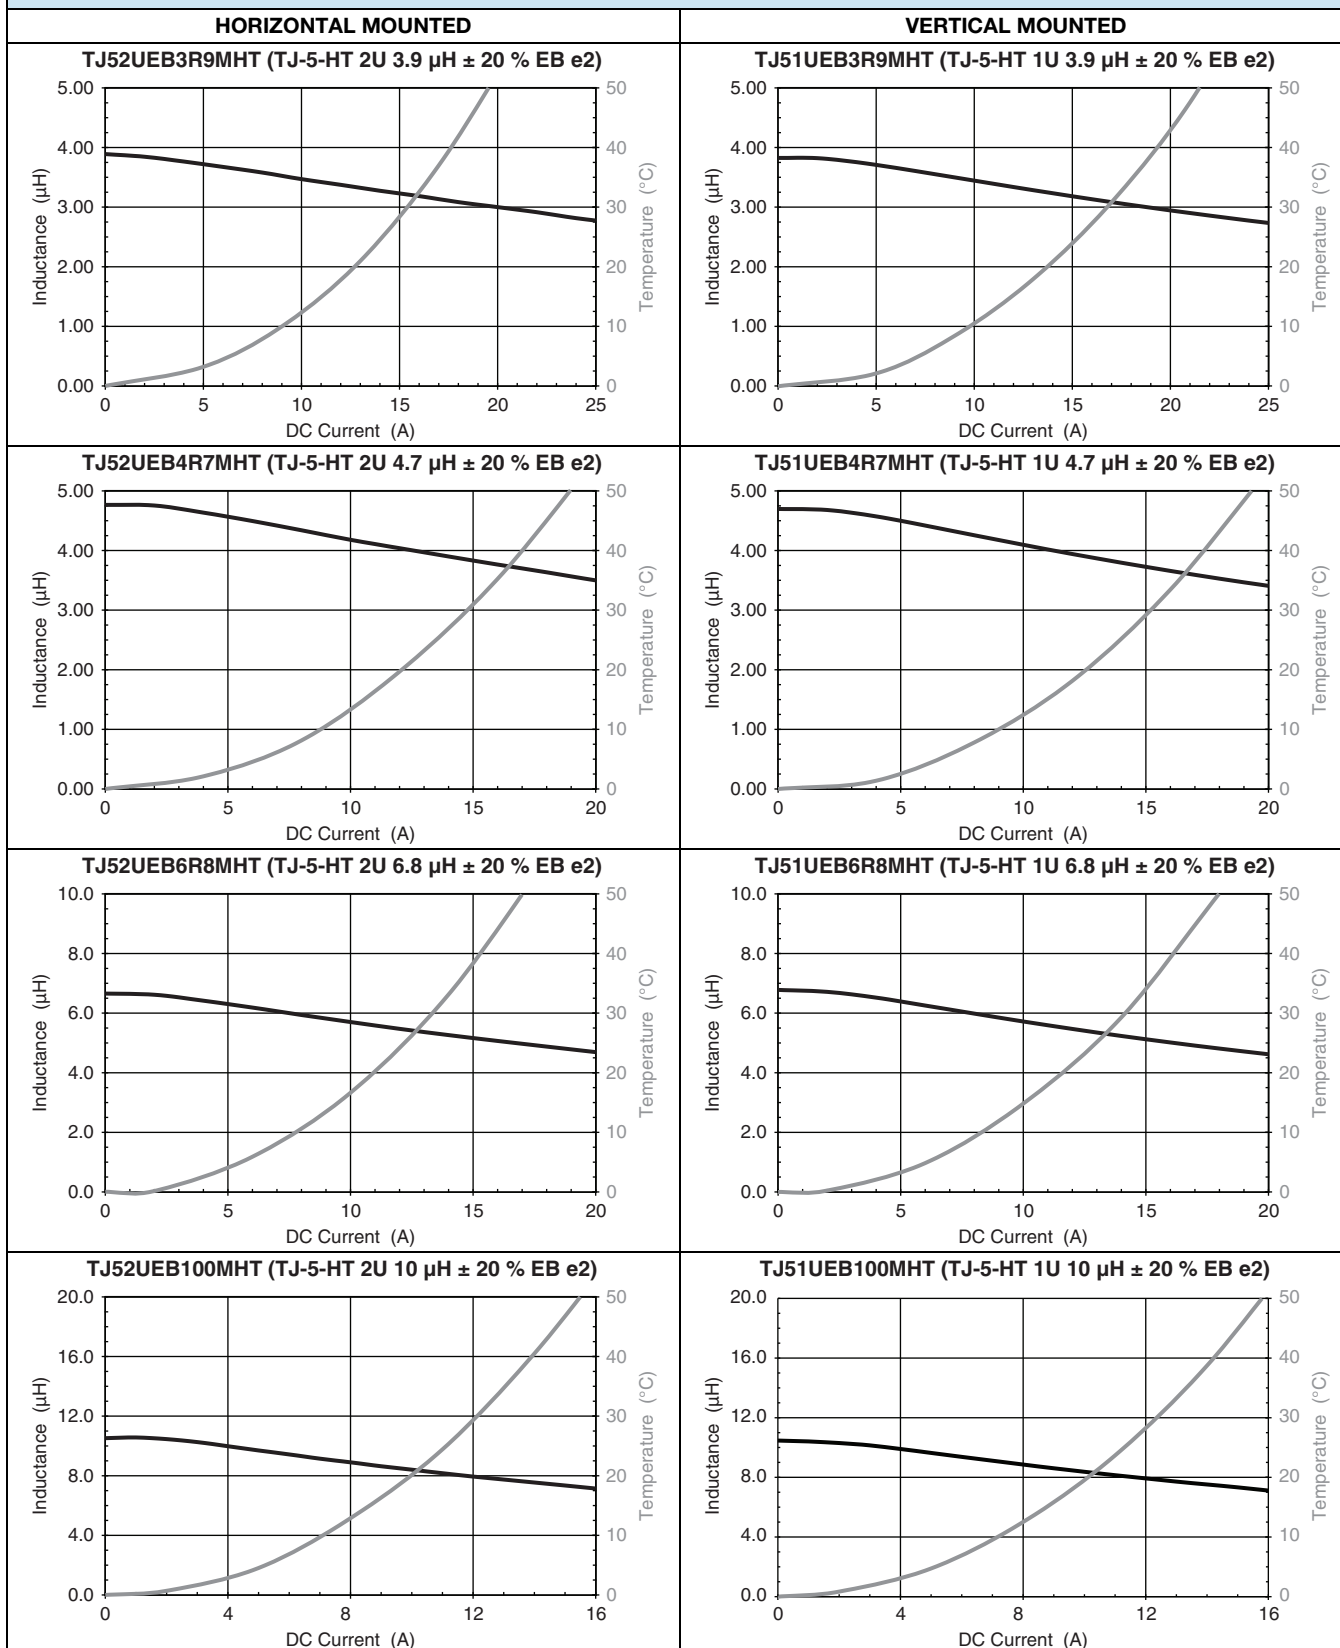 HORIZONTAL MOUNTED
VERTICAL MOUNTED
TJ52UEB3R9MHT (TJ-5-HT 2U 3.9 µH ± 20 % EB e2)
5.00
4.00
3.00
2.00
1.00
0.00
Inductance (µH)
50
40
30
20
10
0
Temperature (°C)
0 5 10 15 20 25
DC Current (A)
TJ51UEB3R9MHT (TJ-5-HT 1U 3.9 µH ± 20 % EB e2)
5.00
4.00
3.00
2.00
1.00
0.00
Inductance (µH)
50
40
30
20
10
0
Temperature (°C)
0 5 10 15 20 25
DC Current (A)
TJ52UEB4R7MHT (TJ-5-HT 2U 4.7 µH ± 20 % EB e2)
5.00
4.00
3.00
2.00
1.00
0.00
Inductance (µH)
50
40
30
20
10
0
Temperature (°C)
0 5 10 15 20
DC Current (A)
TJ51UEB4R7MHT (TJ-5-HT 1U 4.7 µH ± 20 % EB e2)
5.00
4.00
3.00
2.00
1.00
0.00
Inductance (µH)
50
40
30
20
10
0
Temperature (°C)
0 5 10 15 20
DC Current (A)
TJ52UEB6R8MHT (TJ-5-HT 2U 6.8 µH ± 20 % EB e2)
10.0
8.0
6.0
4.0
2.0
0.0
Inductance (µH)
50
40
30
20
10
0
Temperature (°C)
0 5 10 15 20
DC Current (A)
TJ51UEB6R8MHT (TJ-5-HT 1U 6.8 µH ± 20 % EB e2)
10.0
8.0
6.0
4.0
2.0
0.0
Inductance (µH)
50
40
30
20
10
0
Temperature (°C)
0 5 10 15 20
DC Current (A)
TJ52UEB100MHT (TJ-5-HT 2U 10 µH ± 20 % EB e2)
20.0
16.0
12.0
8.0
4.0
0.0
Inductance (µH)
50
40
30
20
10
0
Temperature (°C)
0 4 8 12 16
DC Current (A)
TJ51UEB100MHT (TJ-5-HT 1U 10 µH ± 20 % EB e2)
20.0
16.0
12.0
8.0
4.0
0.0
Inductance (µH)
50
40
30
20
10
0
Temperature (°C)
0 4 8 12 16
DC Current (A)